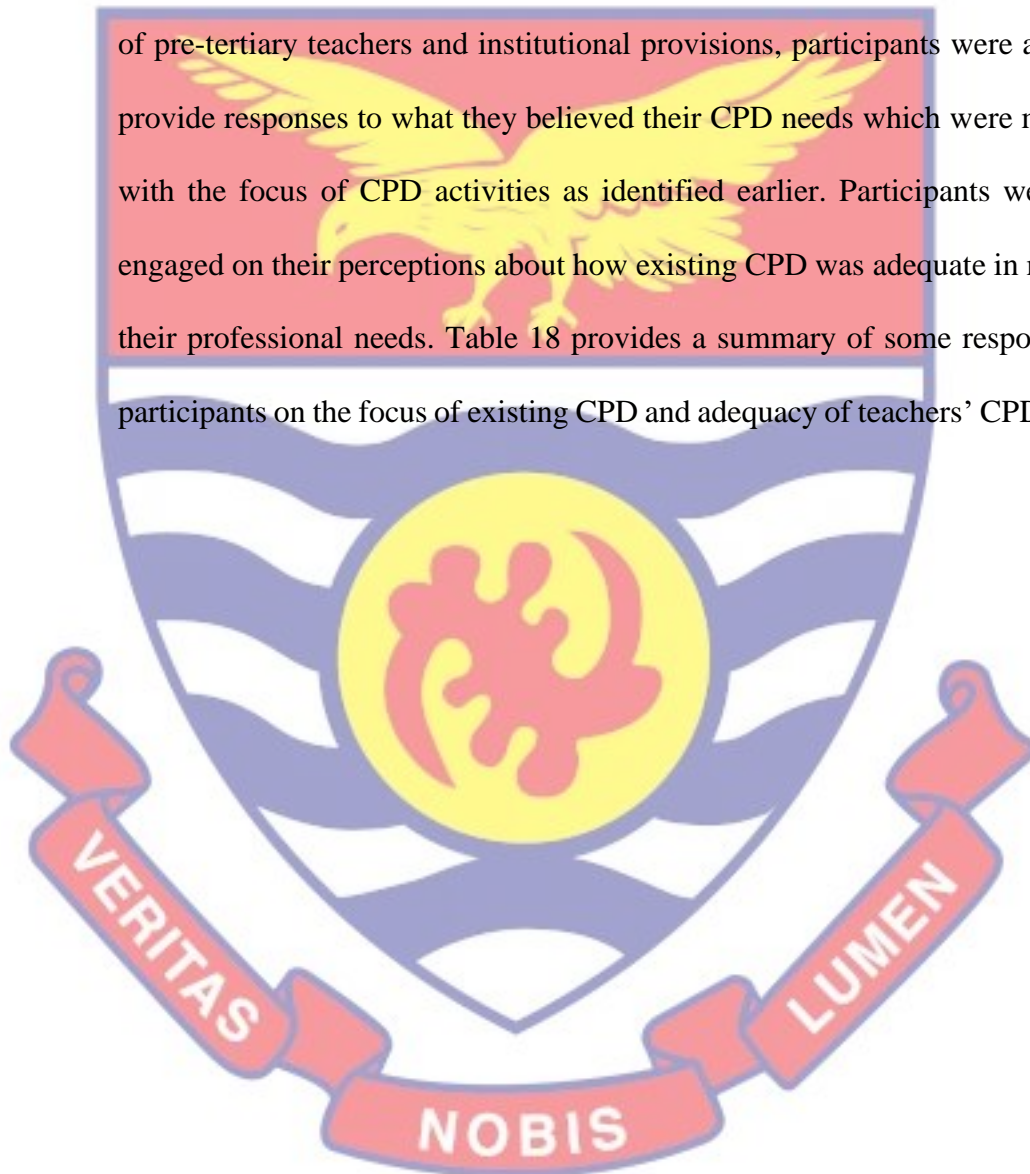 of pre-tertiary teachers and institutional provisions, participants were a
provide responses to what they believed their CPD needs which were
with the focus of CPD activities as identified earlier. Participants
engaged on their perceptions about how existing CPD was adequate in
their professional needs. Table 18 provides a summary of some
participants on the focus of existing CPD and adequacy of teachers’ CPD
VERITAS
NOBIS
LUMEN